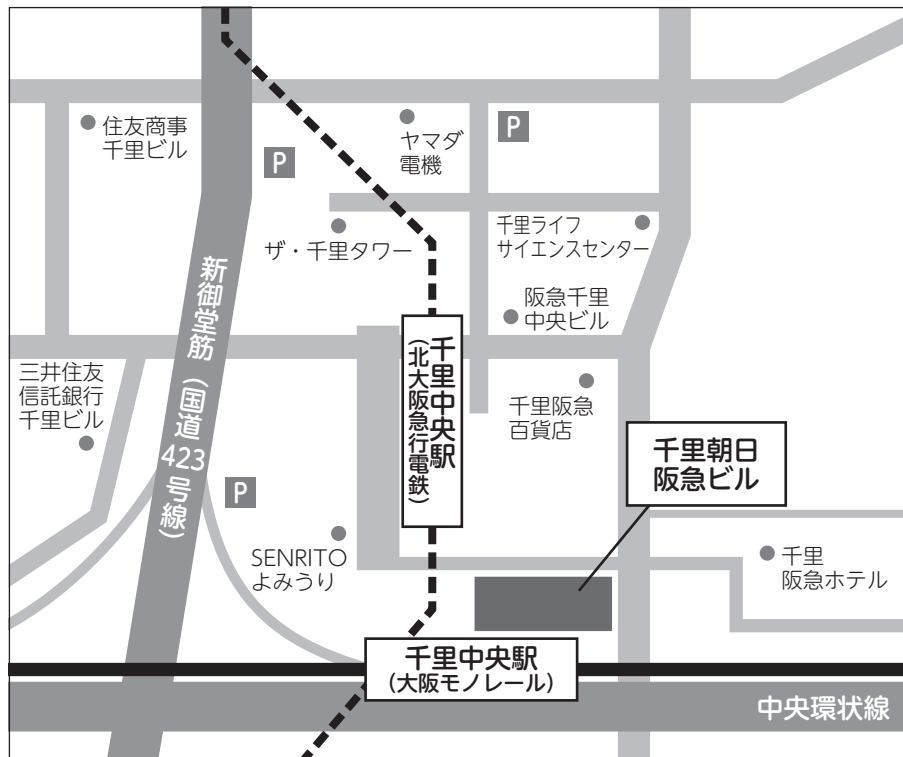 住友商事
千里ビル
P
ヤマダ
電機
P
ザ・千里タワー
千里ライフ
サイエンスセンター
新御堂筋（国道423号線）
阪急千里
中央ビル
千里中央駅
（北大阪急行電鉄）
三井住友
信託銀行
千里ビル
千里阪急
百貨店
千里朝日
阪急ビル
P
SENRITO
よみうり
千里
阪急ホテル
千里中央駅
（大阪モノレール）
中央環状線